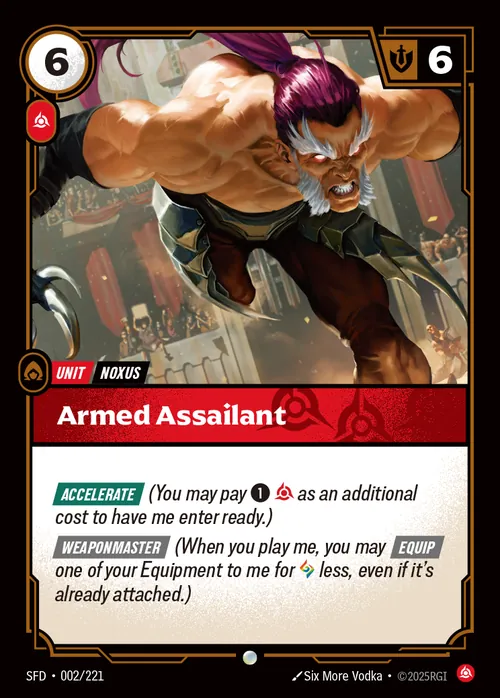 6
6
UNIT NOXUS
Armed Assailant
ACCELERATE (You may pay 1 as an additional
cost to have me enter ready.)
WEAPONMASTER (When you play me, you may EQUIP
one of your Equipment to me for less, even if it's
already attached.)
SFD • 002/221 Six More Vodka • ©2025RGI